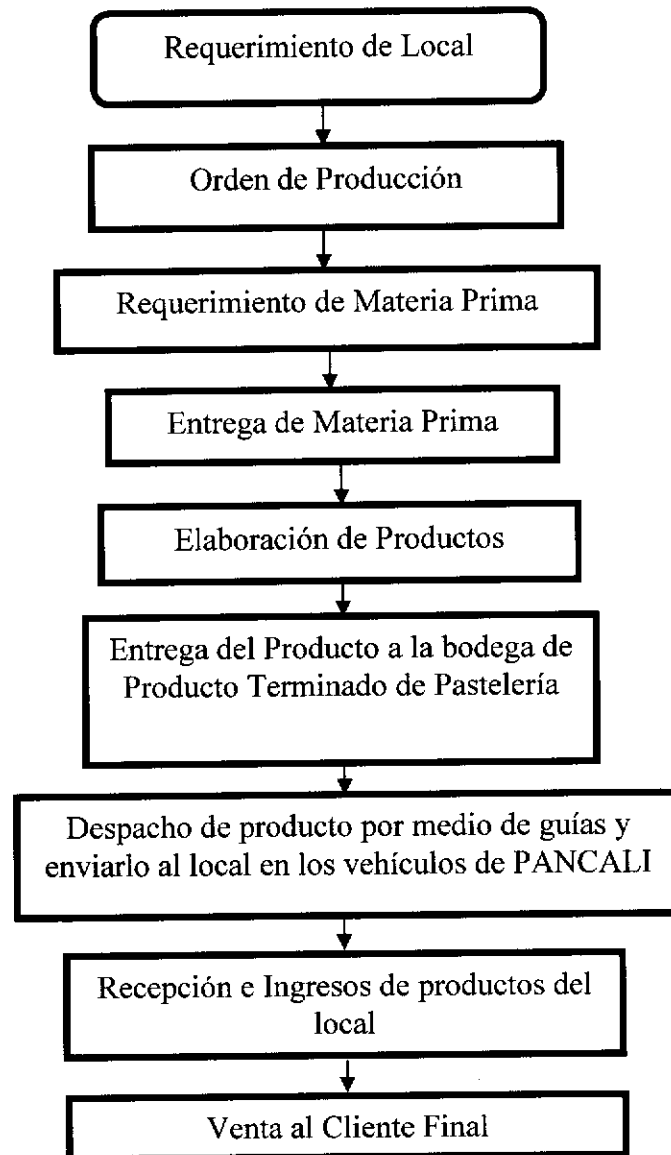 Requerimiento de Local
Orden de Producción
Requerimiento de Materia Prima
Entrega de Materia Prima
Elaboración de Productos
Entrega del Producto a la bodega de
Producto Terminado de Pastelería
Despacho de producto por medio de guías y
enviarlo al local en los vehículos de PANCALI
Recepción e Ingresos de productos del
local
Venta al Cliente Final